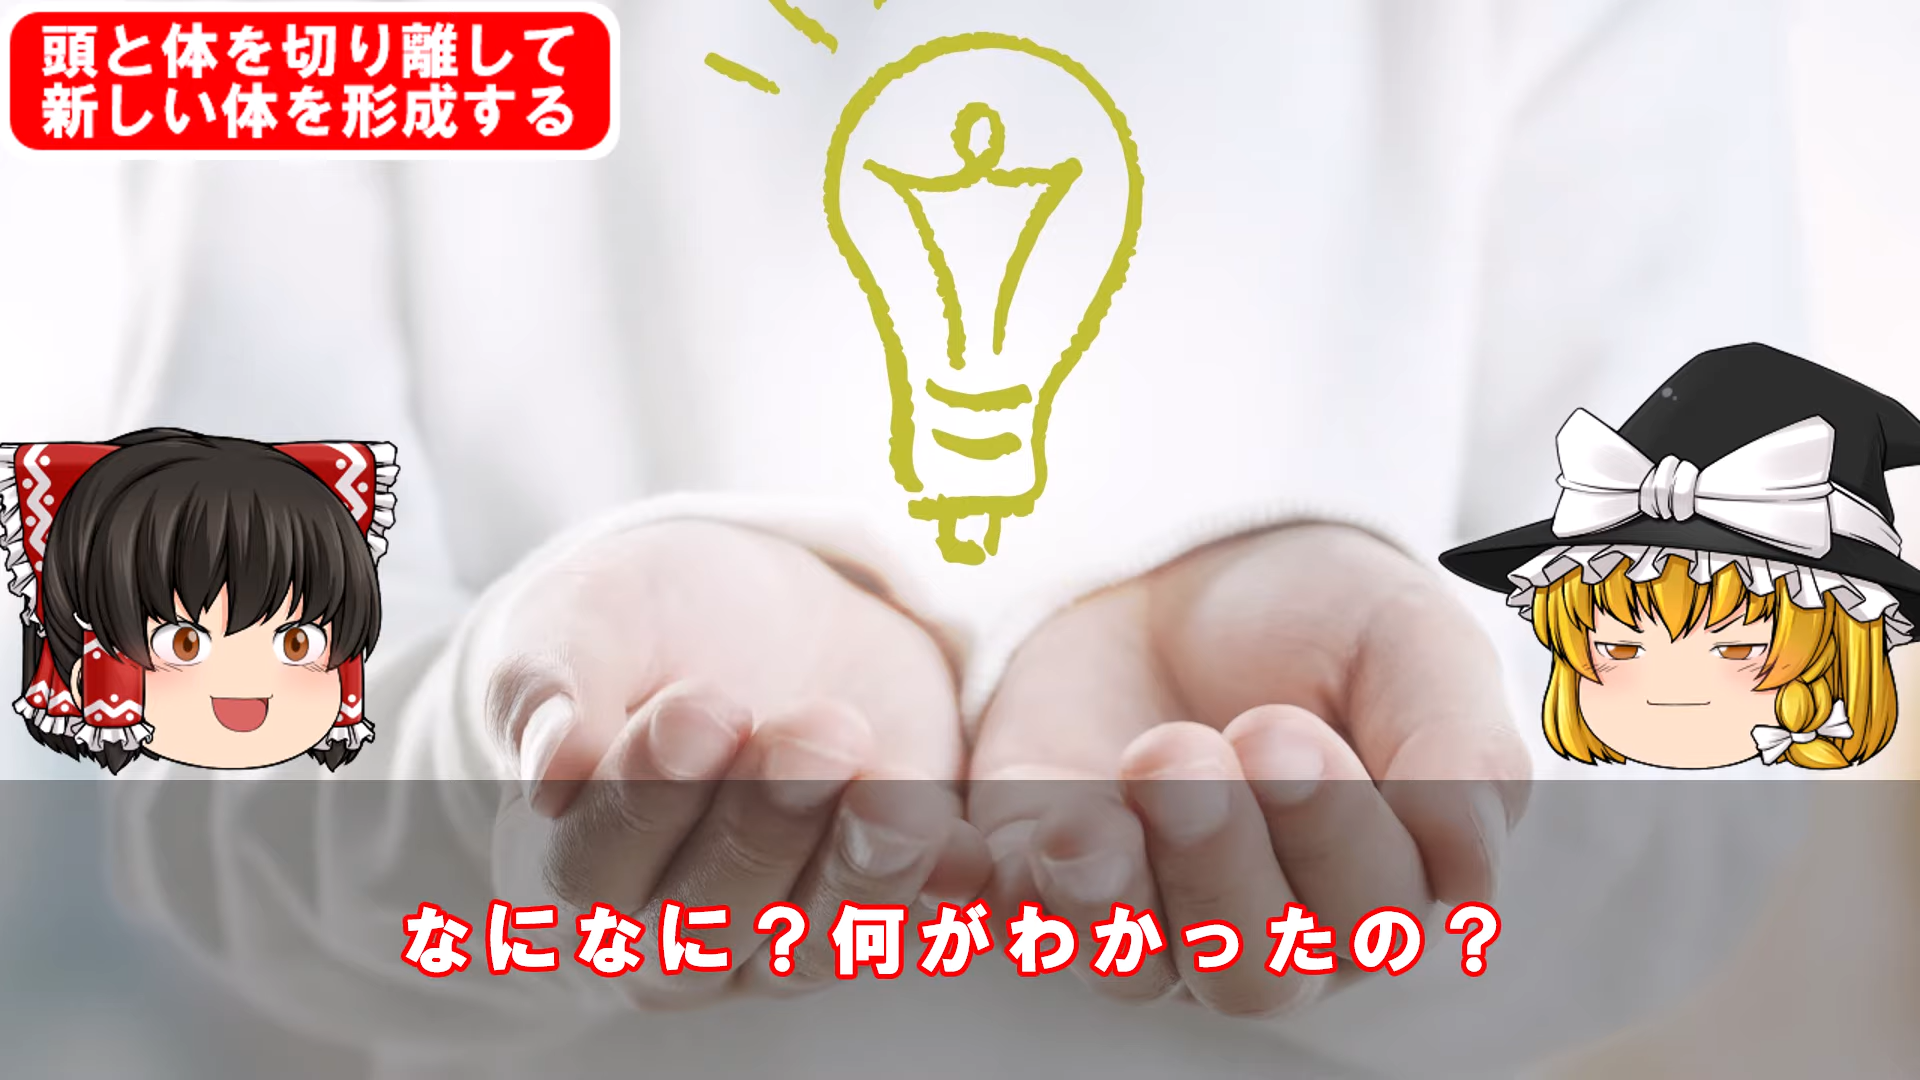 頭と体を切り離して
新しい体を形成する
なになに？何がわかったの？